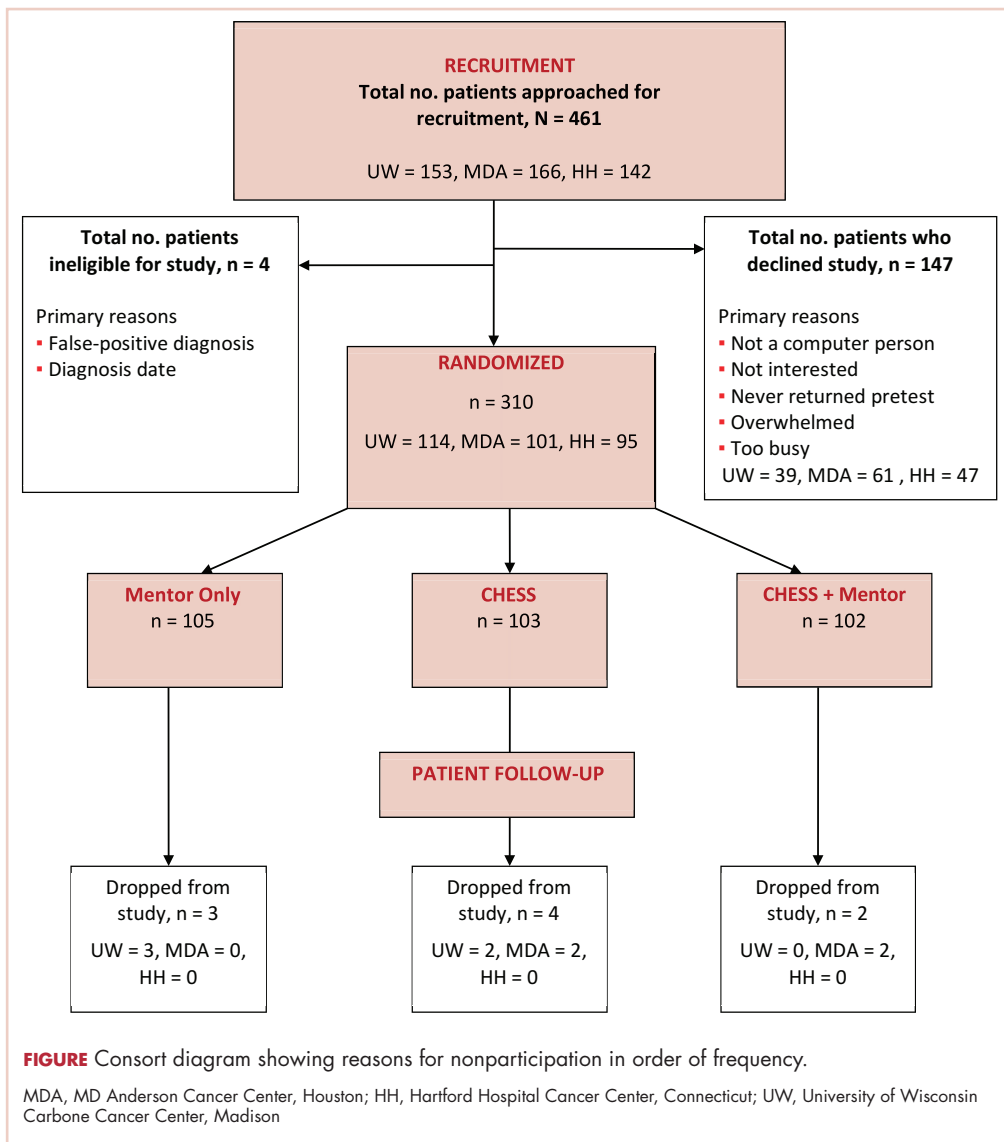 RECRUITMENT
Total no. patients approached for
recruitment, N = 461
UW = 153, MDA = 166, HH = 142
Total no. patients
ineligible for study, n = 4
Primary reasons
▪ False-positive diagnosis
▪ Diagnosis date
Total no. patients who
declined study, n = 147
Primary reasons
▪ Not a computer person
▪ Not interested
▪ Never returned pretest
▪ Overwhelmed
▪ Too busy
UW = 39, MDA = 61 , HH = 47
RANDOMIZED
n = 310
UW = 114, MDA = 101, HH = 95
Mentor Only
n = 105
CHESS
n = 103
CHESS + Mentor
n = 102
PATIENT FOLLOW-UP
Dropped from
study, n = 3
UW = 3, MDA = 0,
HH = 0
Dropped from
study, n = 4
UW = 2, MDA = 2,
HH = 0
Dropped from
study, n = 2
UW = 0, MDA = 2,
HH = 0
FIGURE Consort diagram showing reasons for nonparticipation in order of frequency.
MDA, MD Anderson Cancer Center, Houston; HH, Hartford Hospital Cancer Center, Connecticut; UW, University of Wisconsin
Carbone Cancer Center, Madison